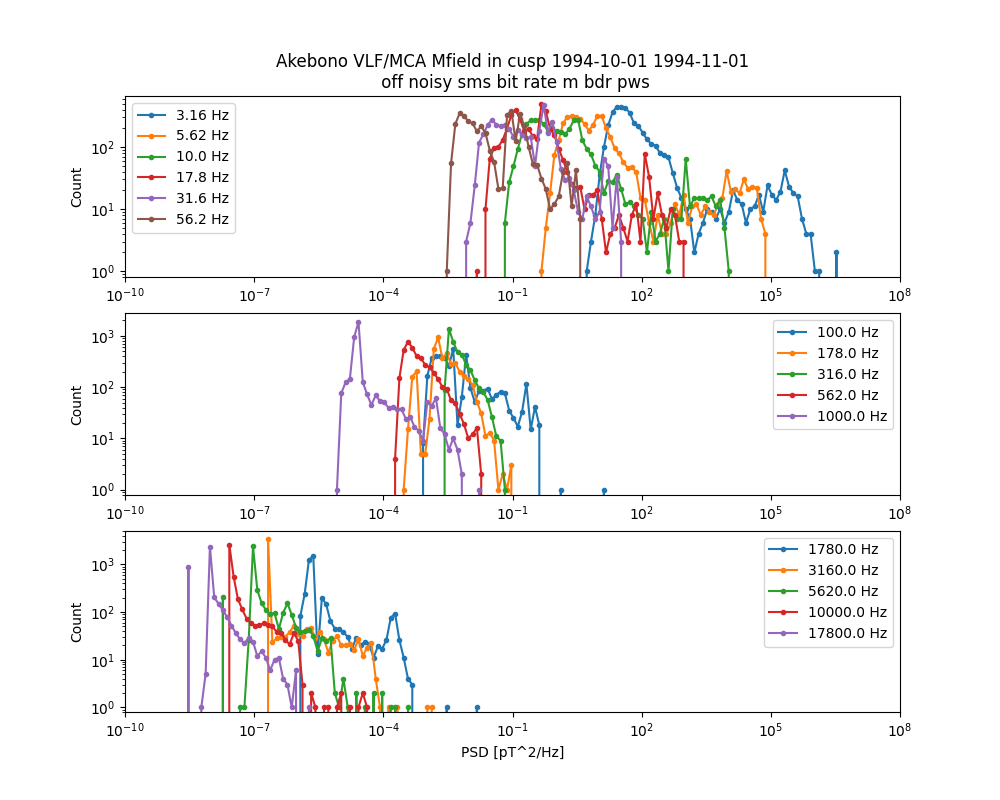 Akebono VLF/MCA Mfield in cusp 1994-10-01 1994-11-01
off noisy sms bit rate m bdr pws
Count
10^2
10^1
10^0
3.16 Hz
5.62 Hz
10.0 Hz
17.8 Hz
31.6 Hz
56.2 Hz
10^-10
10^-7
10^-4
10^-1
10^2
10^5
10^8
Count
10^3
10^2
10^1
10^0
100.0 Hz
178.0 Hz
316.0 Hz
562.0 Hz
1000.0 Hz
10^-10
10^-7
10^-4
10^-1
10^2
10^5
10^8
Count
10^3
10^2
10^1
10^0
1780.0 Hz
3160.0 Hz
5620.0 Hz
10000.0 Hz
17800.0 Hz
10^-10
10^-7
10^-4
10^-1
10^2
10^5
10^8
PSD [pT^2/Hz]